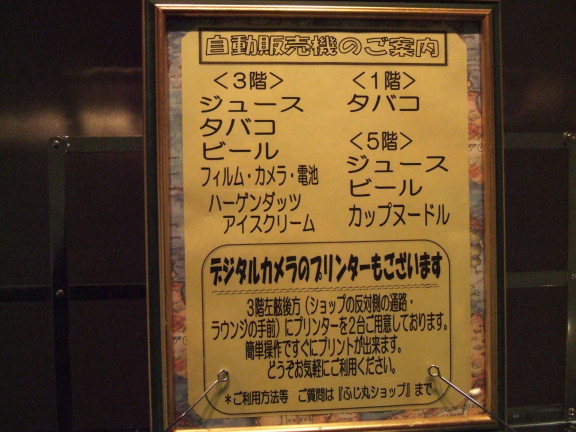 自動販売機のご案内
<3階>
ジュース
タバコ
ビール
フィルム・カメラ・電池
ハーゲンダッツ
アイスクリーム
<1階>
タバコ
<5階>
ジュース
ビール
カップヌードル
デジタルカメラのプリンターもございます
3階左舷後方(ショップの反対側の通路・
ラウンジの手前)にプリンターを2台ご用意しております。
簡単操作ですぐにプリントが出来ます。
どうぞお気軽にご利用ください。
*ご利用方法等 ご質問は『ふじ丸ショップ』まで